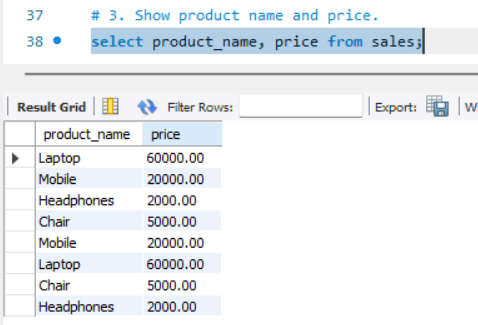 37 # 3. Show product name and price.
38 select product_name, price from sales;
Result Grid Filter Rows: Export: W
product_name price
Laptop 60000.00
Mobile 20000.00
Headphones 2000.00
Chair 5000.00
Mobile 20000.00
Laptop 60000.00
Chair 5000.00
Headphones 2000.00